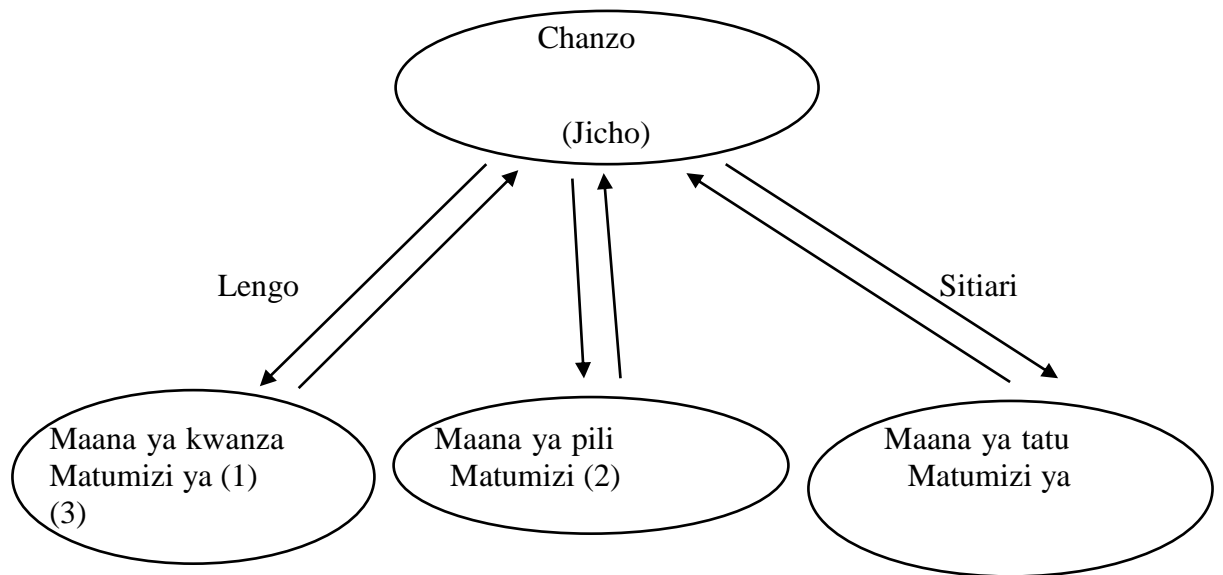 Chanzo
(Jicho)
Lengo
Sitiari
Maana ya kwanza
Matumizi ya (1)
(3)
Maana ya pili
Matumizi (2)
Maana ya tatu
Matumizi ya